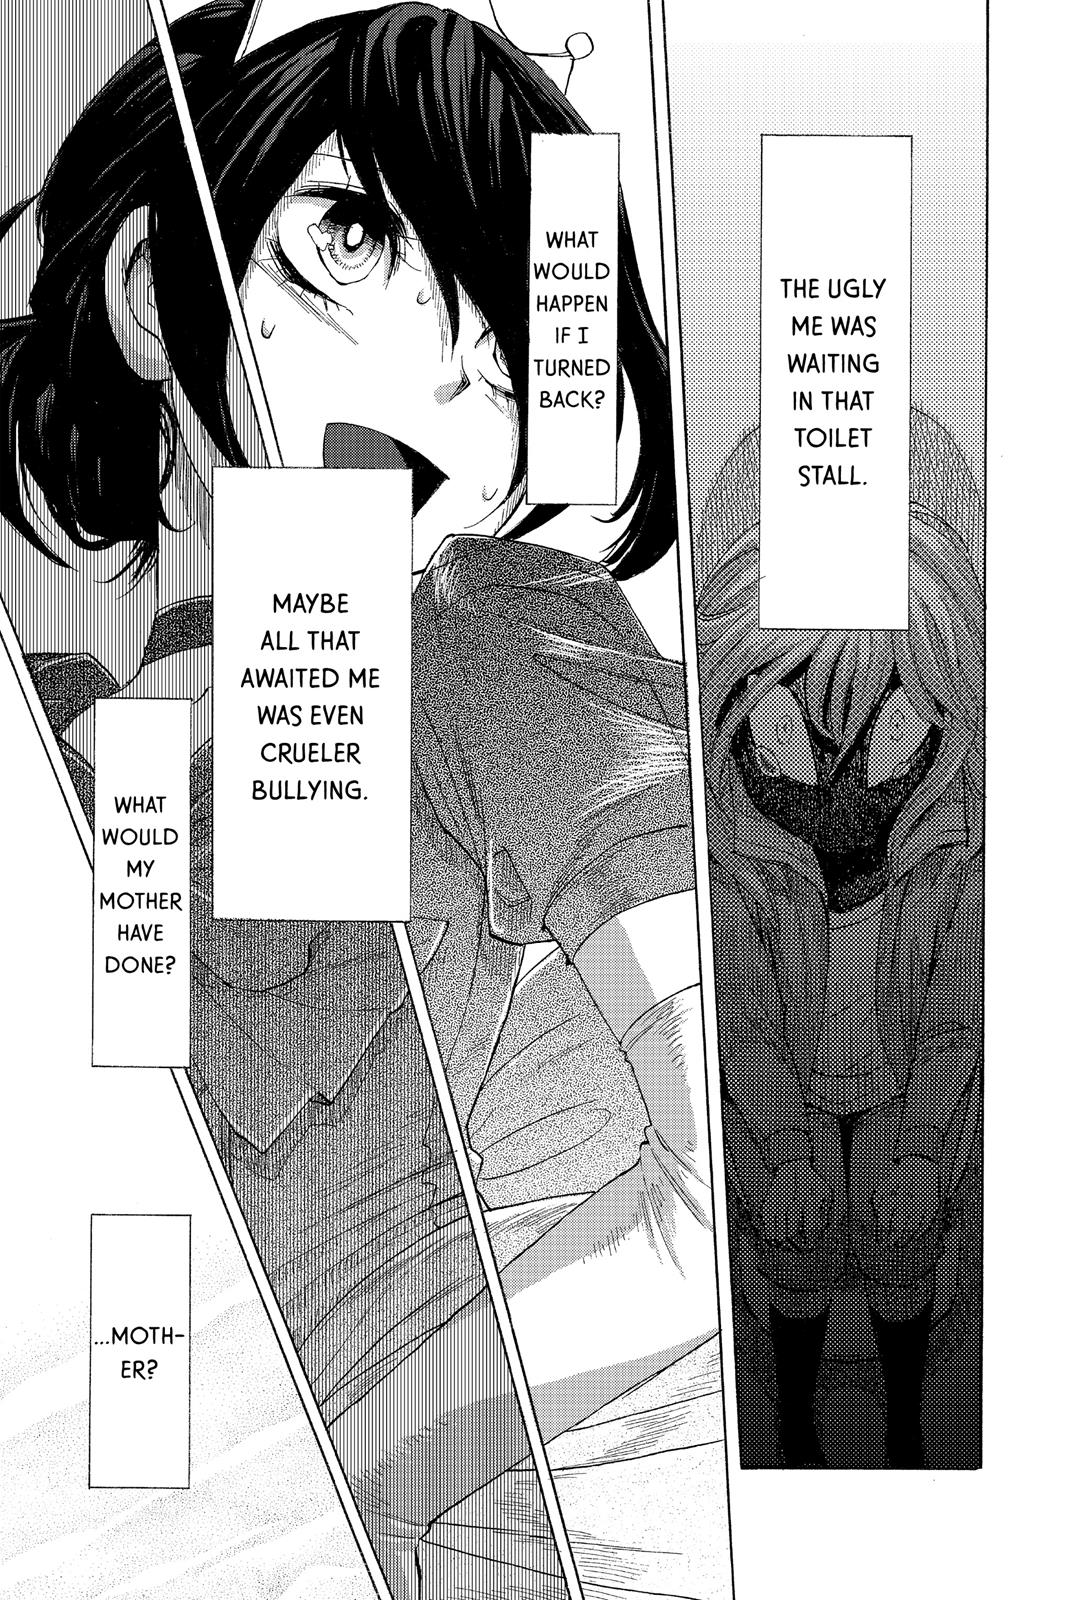 THE UGLY
ME WAS
WAITING
IN THAT
TOILET
STALL.
WHAT
WOULD
HAPPEN
IF I
TURNED
BACK?
MAYBE
ALL THAT
AWAITED ME
WAS EVEN
CRUELER
BULLYING.
WHAT
WOULD
MY
MOTHER
HAVE
DONE?
...MOTH-
ER?